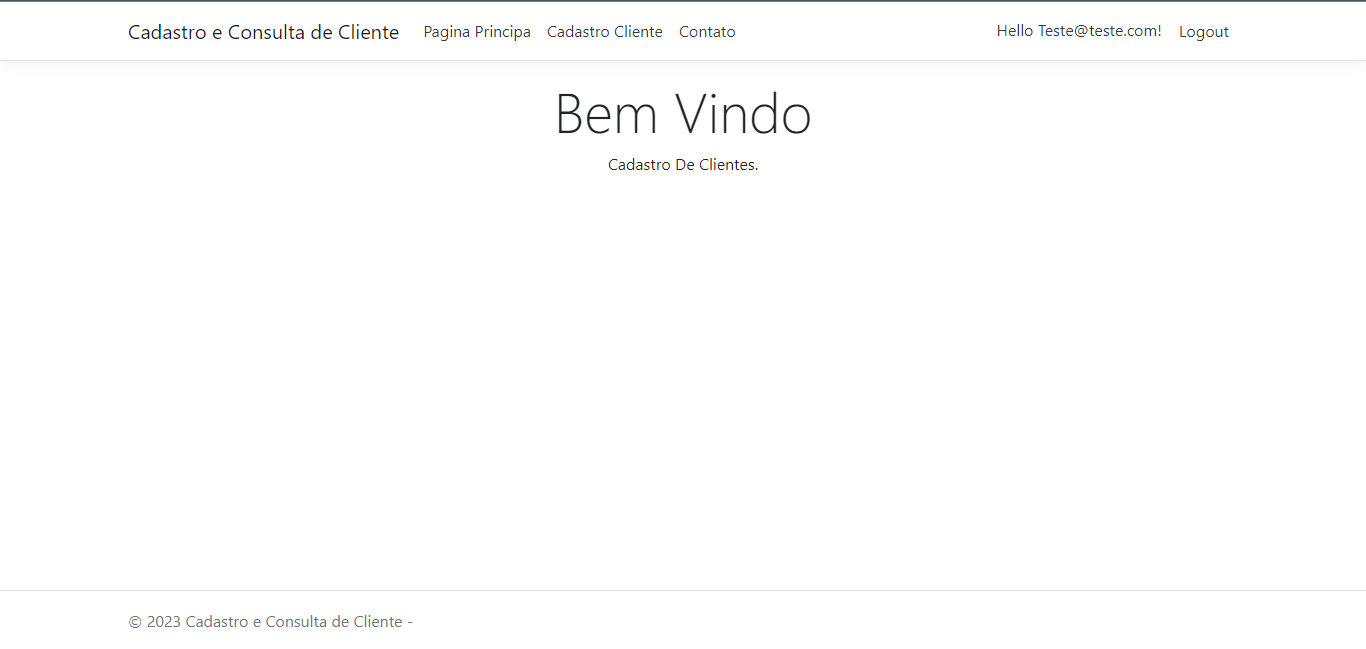 Cadastro e Consulta de Cliente Pagina Principa Cadastro Cliente Contato Hello Teste@teste.com! Logout
Bem Vindo
Cadastro De Clientes.
© 2023 Cadastro e Consulta de Cliente -